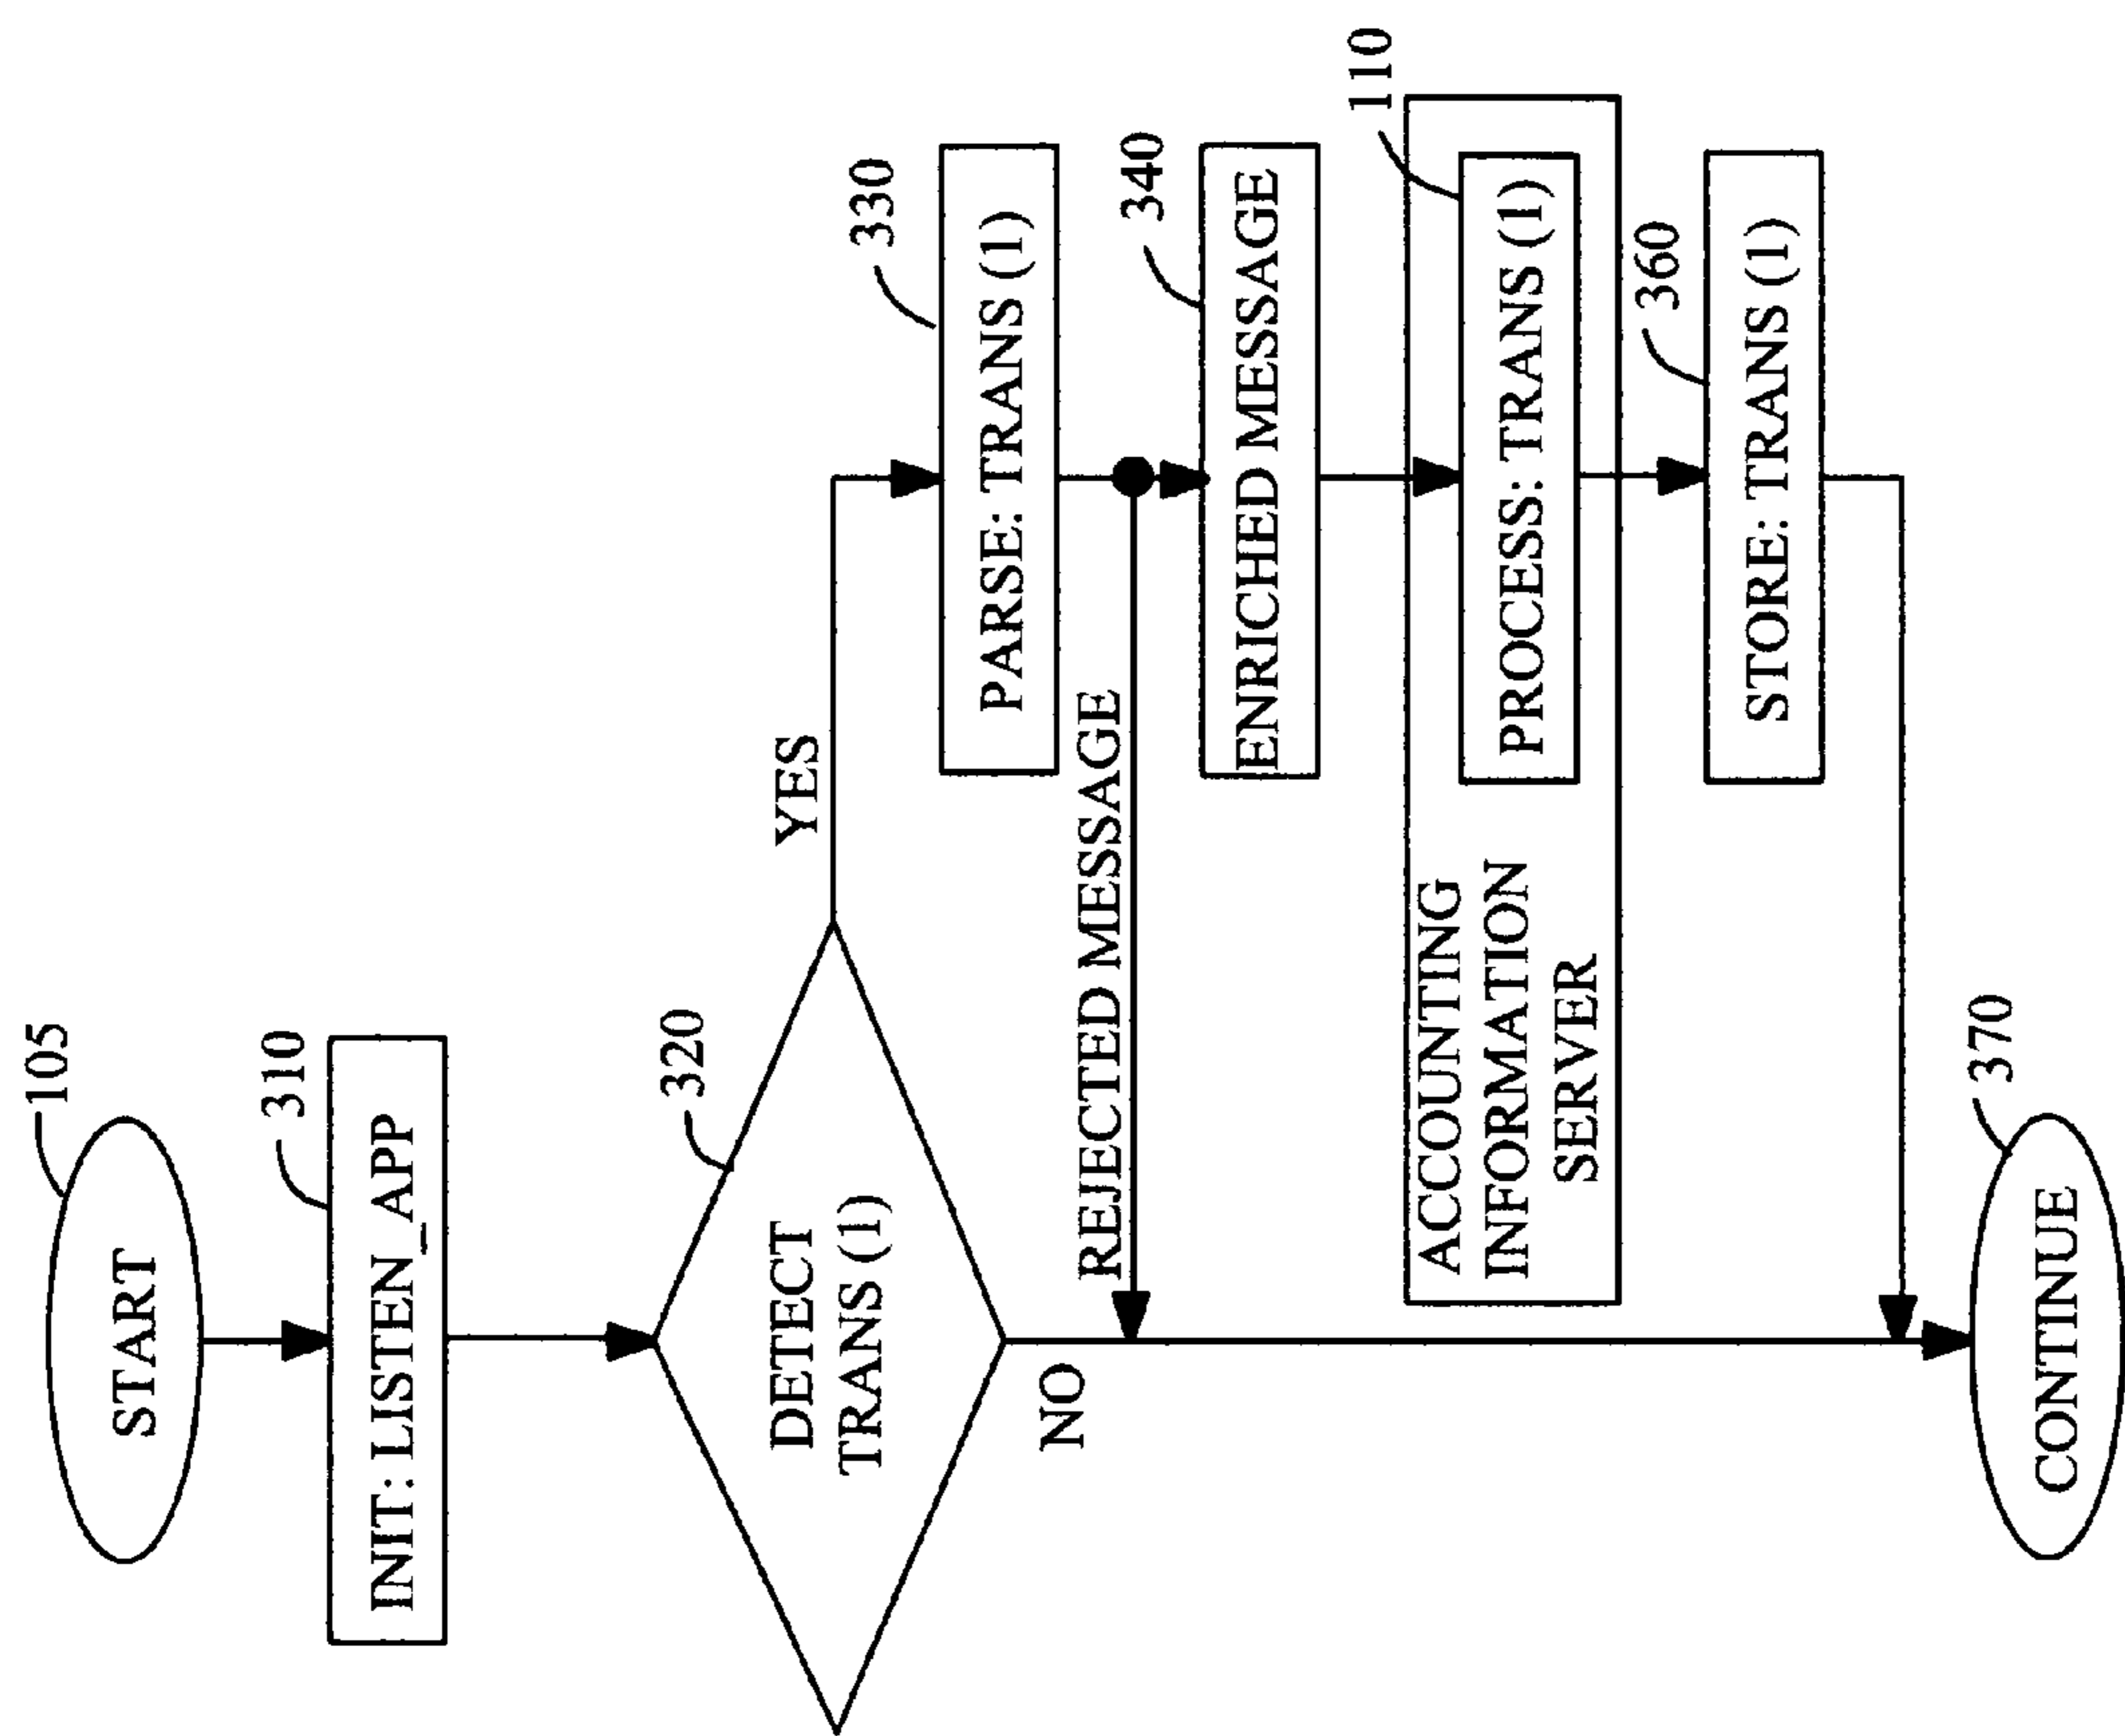 START
105
INIT: LISTEN_APP
310
DETECT
TRANS (1)
320
YES
NO
PARSE: TRANS (1)
330
REJECTED MESSAGE
ENRICHED MESSAGE
340
ACCOUNTING
INFORMATION
SERVER
PROCESS: TRANS (1)
110
STORE: TRANS (1)
360
CONTINUE
370